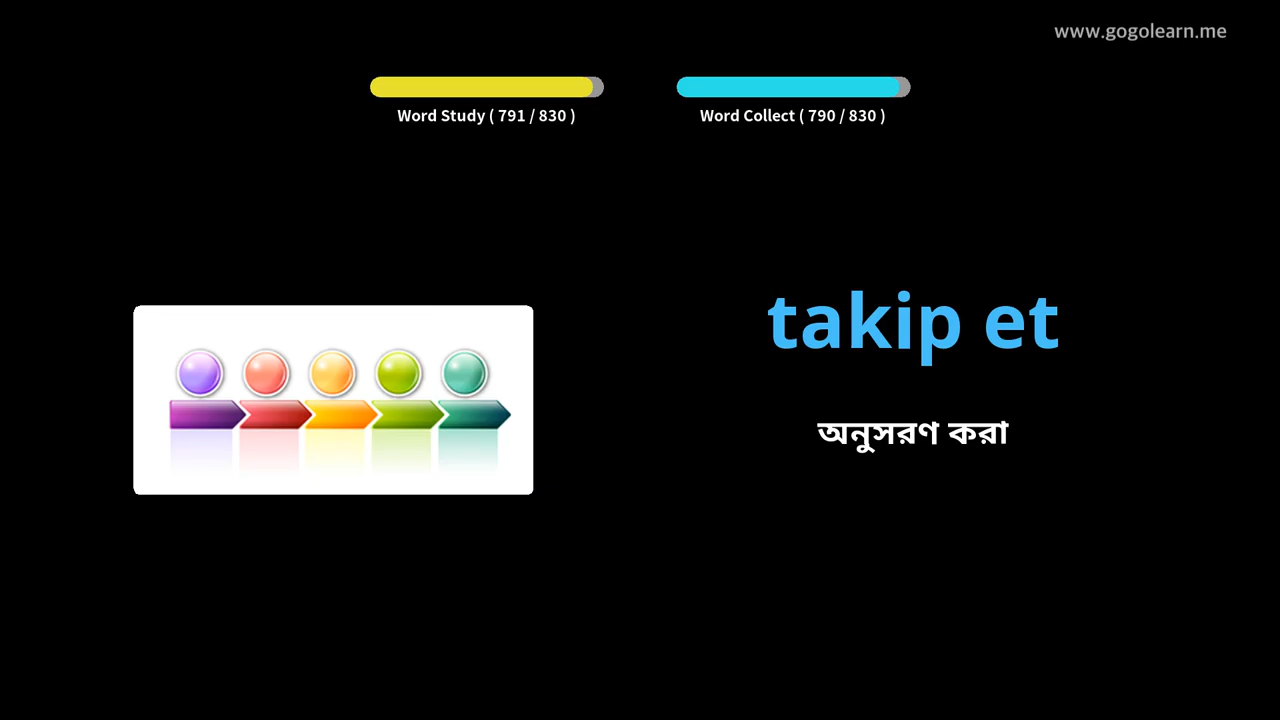 www.gogolearn.me
Word Study ( 791 / 830 )
Word Collect ( 790 / 830 )
takip et
অনুসরণ করা